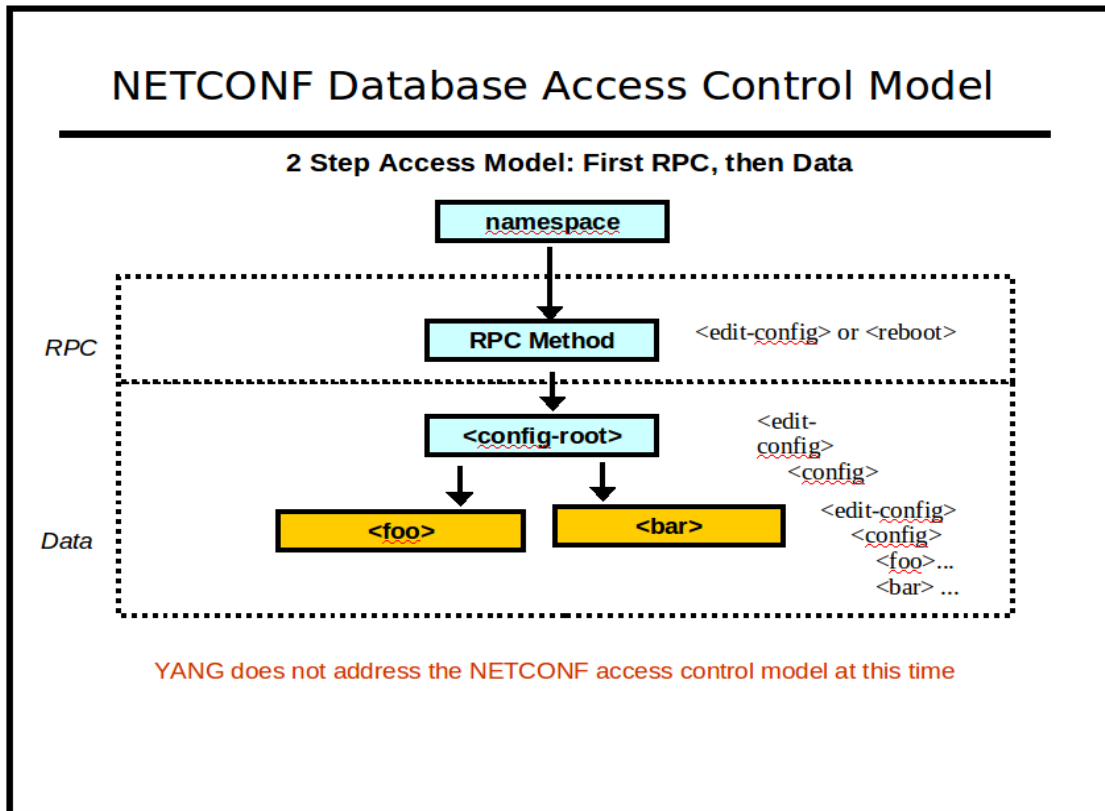 NETCONF Database Access Control Model
2 Step Access Model: First RPC, then Data
namespace
RPC
RPC Method
<edit-config> or <reboot>
<config-root>
<edit-
config>
<config>
Data
<foo>
<bar>
<edit-config>
<config>
<foo>...
<bar> ...
YANG does not address the NETCONF access control model at this time